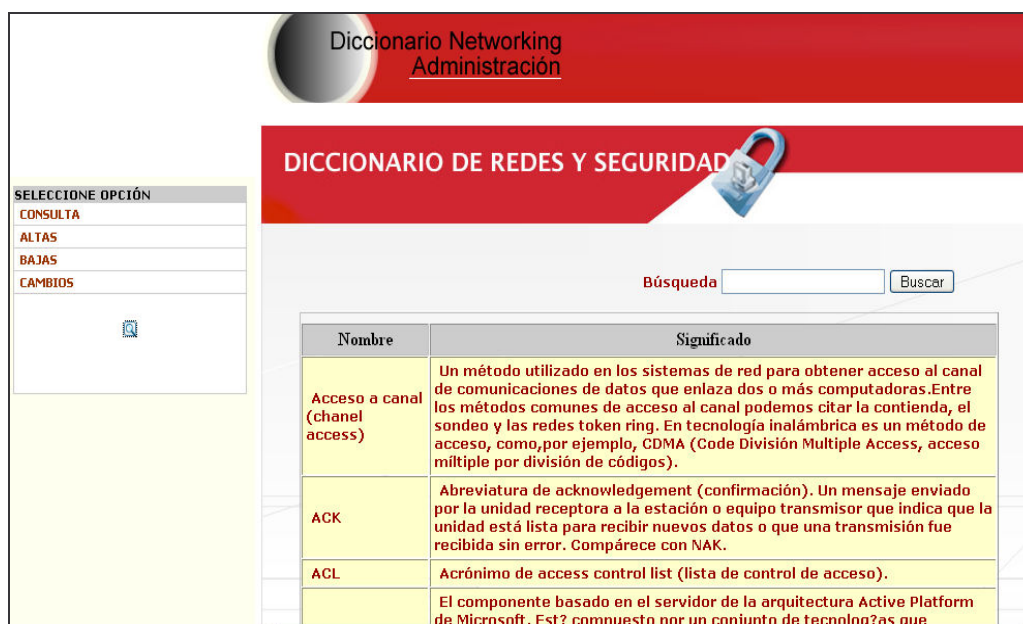 Diccionario Networking
Administración
DICCIONARIO DE REDES Y SEGURIDAD
SELECCIONE OPCIÓN
CONSULTA
ALTAS
BAJAS
CAMBIOS
Búsqueda
Buscar
Nombre
Significado
Acceso a canal
(chanel
access)
Un método utilizado en los sistemas de red para obtener acceso al canal
de comunicaciones de datos que enlaza dos o más computadoras.Entre
los métodos comunes de acceso al canal podemos citar la contienda, el
sondeo y las redes token ring. En tecnología inalámbrica es un método de
acceso, como,por ejemplo, CDMA (Code División Multiple Access, acceso
míltiple por división de códigos).
ACK
Abreviatura de acknowledgement (confirmación). Un mensaje enviado
por la unidad receptora a la estación o equipo transmisor que indica que la
unidad está lista para recibir nuevos datos o que una transmisión fue
recibida sin error. Compárece con NAK.
ACL
Acrónimo de access control list (lista de control de acceso).
El componente basado en el servidor de la arquitectura Active Platform
de Microsoft. Est? compuesto por un conjunto de tecnolog?as que